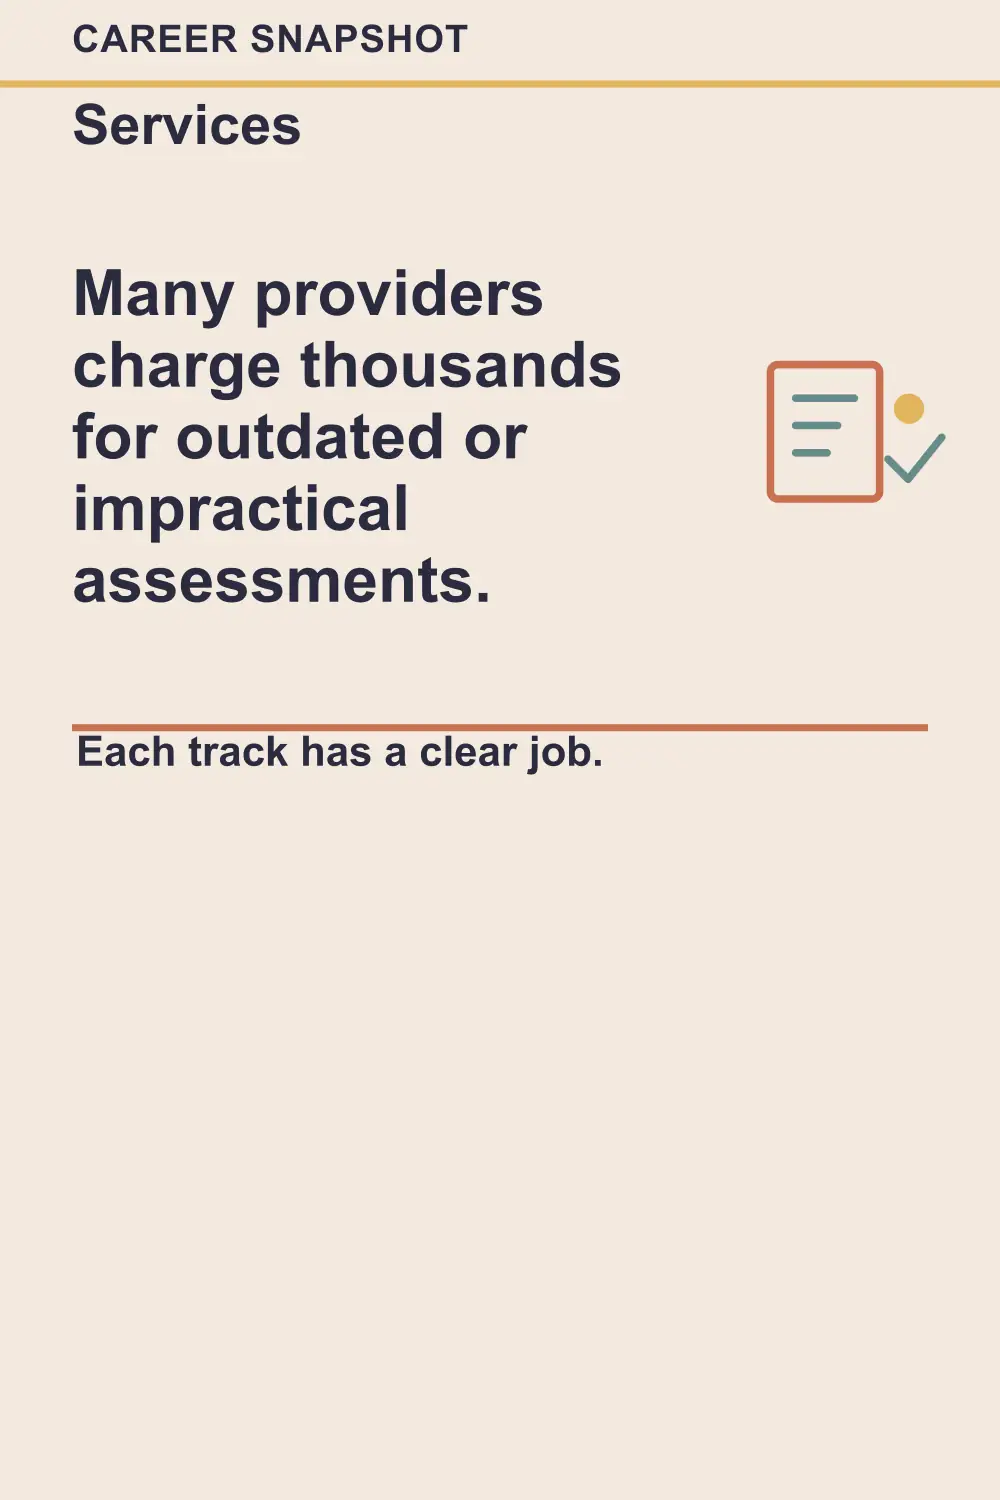 CAREER SNAPSHOT
Services
Many providers
charge thousands
for outdated or
impractical
assessments.
Each track has a clear job.